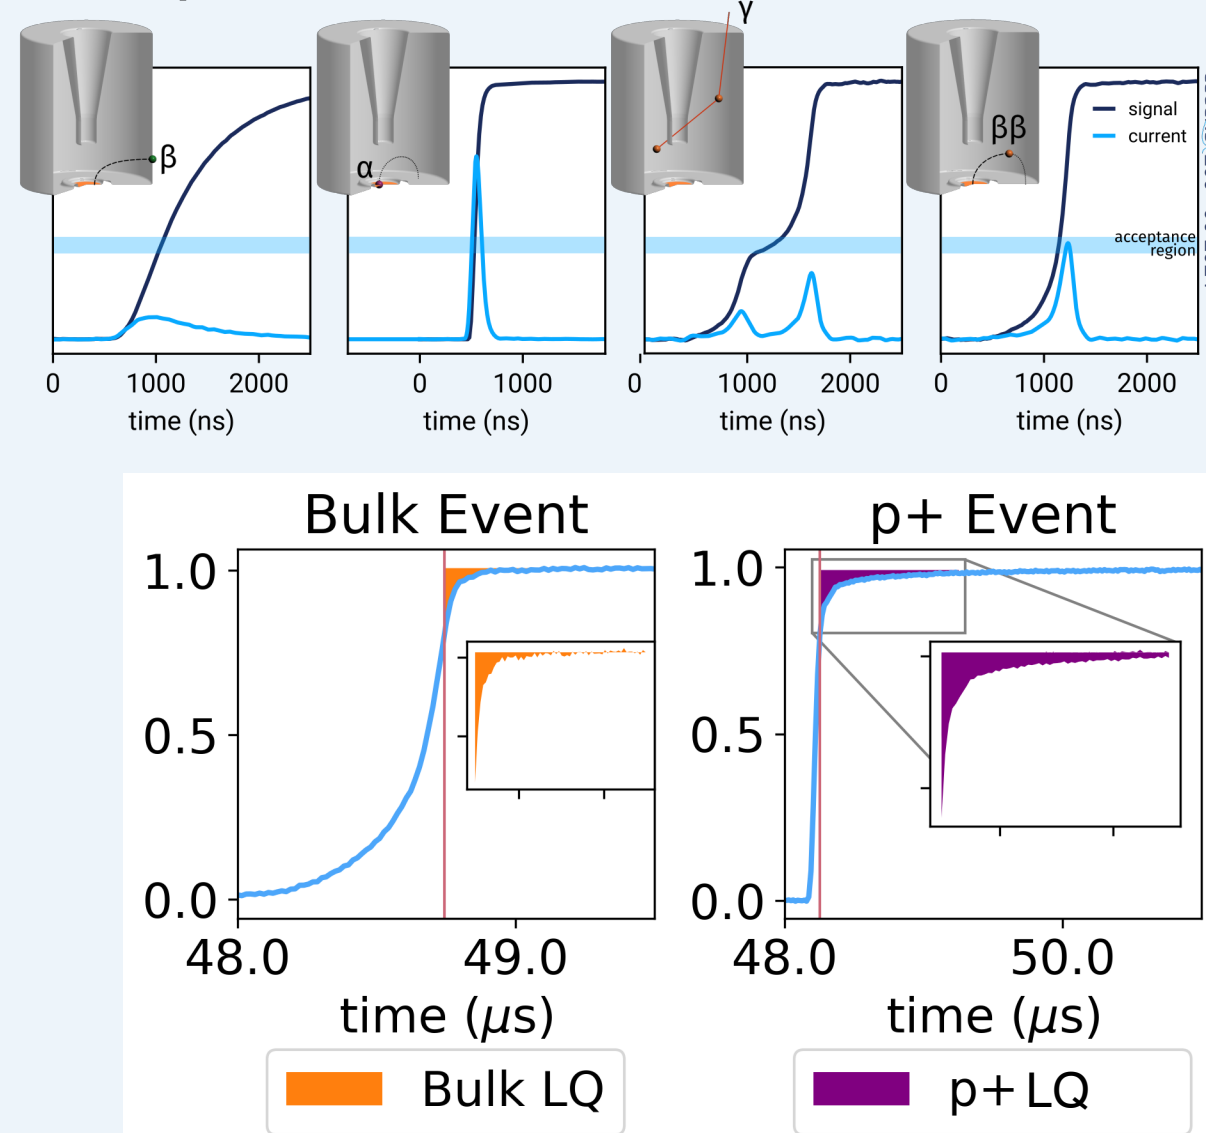 γ
β
α
ββ
signal
current
acceptance
region
0 1000 2000
0 1000
0 1000 2000
0 1000 2000
time (ns)
time (ns)
time (ns)
time (ns)
Bulk Event
p+ Event
1.0
0.5
0.0
1.0
0.5
0.0
48.0 49.0
48.0 50.0
time (μs)
time (μs)
Bulk LQ
p+ LQ